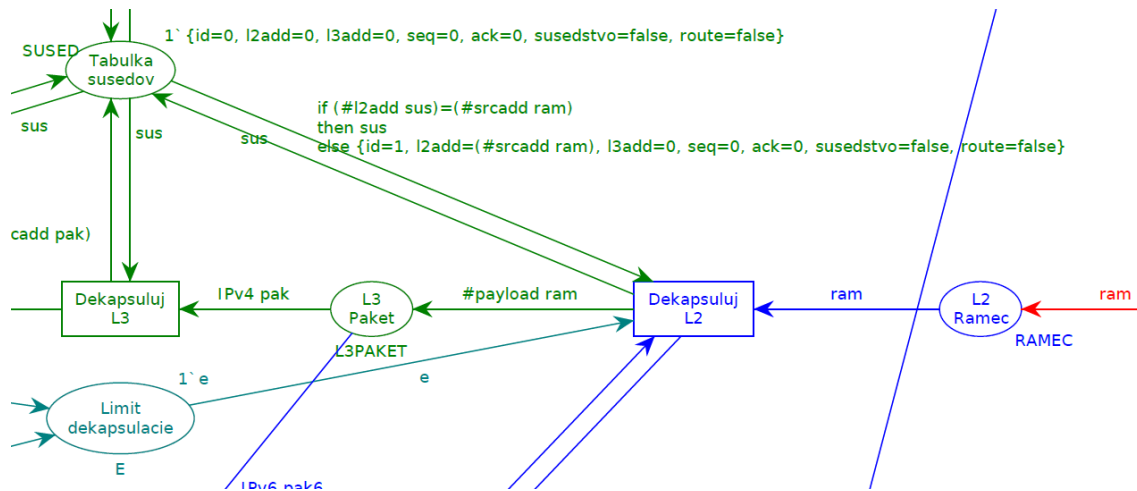 1`{id=0, l2add=0, l3add=0, seq=0, ack=0, susedstvo=false, route=false}
SUSED
Tabulka
susedov
if (#l2add sus)=(#srcadd ram)
then sus
else {id=1, l2add=(#srcadd ram), l3add=0, seq=0, ack=0, susedstvo=false, route=false}
sus
sus
sus
cadd pak)
Dekapsuluj
L3
IPv4 pak
L3
Paket
L3PAKET
#payload ram
Dekapsuluj
L2
ram
L2
Ramec
RAMEC
ram
1`e
e
Limit
dekapsulacie
E
IPv6 pak6